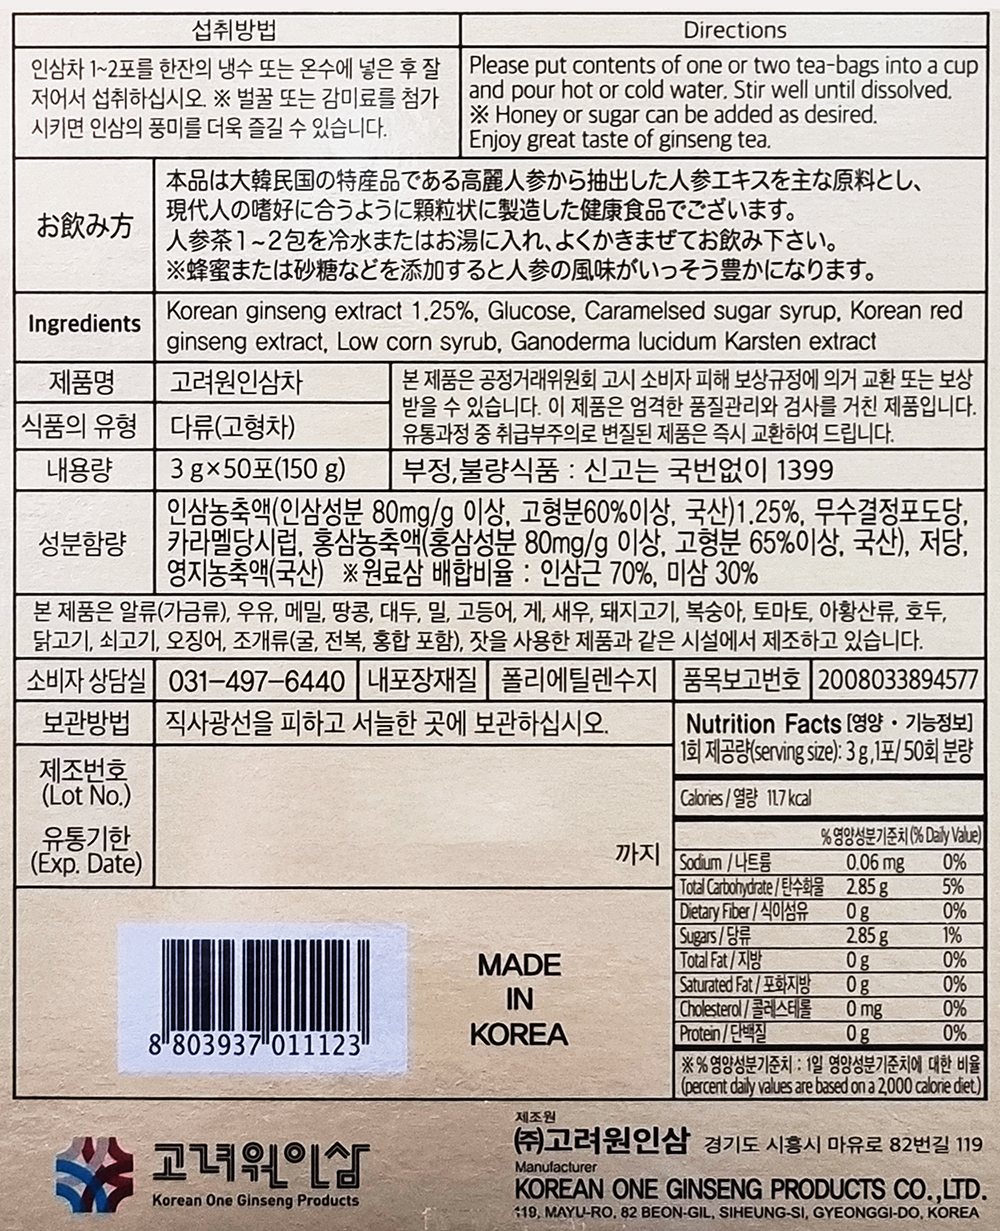 섭취방법
Directions
인삼차 1~2포를 한잔의 냉수 또는 온수에 넣은 후 잘
저어서 섭취하십시오. ※ 벌꿀 또는 감미료를 첨가
시키면 인삼의 풍미를 더욱 즐길 수 있습니다.
Please put contents of one or two tea-bags into a cup
and pour hot or cold water. Stir well until dissolved.
※ Honey or sugar can be added as desired.
Enjoy great taste of ginseng tea.
お飲み方
本品は大韓民国の特産品である高麗人参から抽出した人参エキスを主な原料とし、
現代人の嗜好に合うように顆粒状に製造した健康食品でございます。
人参茶1~2包を冷水またはお湯に入れ、よくかきまぜてお飲み下さい。
※蜂蜜または砂糖などを添加すると人参の風味がいっそう豊かになります。
Ingredients
Korean ginseng extract 1.25%, Glucose, Caramelsed sugar syrup, Korean red
ginseng extract, Low corn syrub, Ganoderma lucidum Karsten extract
제품명
고려원인삼차
식품의 유형
다류(고형차)
본 제품은 공정거래위원회 고시 소비자 피해 보상규정에 의거 교환 또는 보상
받을 수 있습니다. 이 제품은 엄격한 품질관리와 검사를 거친 제품입니다.
유통과정 중 취급부주의로 변질된 제품은 즉시 교환하여 드립니다.
내용량
3 g×50포(150 g)
부정,불량식품 : 신고는 국번없이 1399
성분함량
인삼농축액(인삼성분 80mg/g 이상, 고형분60%이상, 국산)1.25%, 무수결정포도당,
카라멜당시럽, 홍삼농축액(홍삼성분 80mg/g 이상, 고형분 65%이상, 국산), 저당,
영지농축액(국산) ※원료삼 배합비율 : 인삼근 70%, 미삼 30%
본 제품은 알류(가금류), 우유, 메밀, 땅콩, 대두, 밀, 고등어, 게, 새우, 돼지고기, 복숭아, 토마토, 아황산류, 호두,
닭고기, 쇠고기, 오징어, 조개류(굴, 전복, 홍합 포함), 잣을 사용한 제품과 같은 시설에서 제조하고 있습니다.
소비자 상담실
031-497-6440
내포장재질
폴리에틸렌수지
품목보고번호
2008033894577
보관방법
직사광선을 피하고 서늘한 곳에 보관하십시오.
제조번호
(Lot No.)
유통기한
(Exp. Date)
까지
Nutrition Facts [영양 · 기능정보]
1회 제공량(serving size): 3 g,1포/ 50회 분량
Calories / 열량 11.7 kcal
% 영양성분기준치 (% Daily Value)
Sodium / 나트륨 0.06 mg 0%
Total Carbohydrate / 탄수화물 2.85 g 5%
Dietary Fiber / 식이섬유 0 g 0%
Sugars / 당류 2.85 g 1%
Total Fat / 지방 0 g 0%
Saturated Fat / 포화지방 0 g 0%
Cholesterol / 콜레스테롤 0 mg 0%
Protein / 단백질 0 g 0%
※ % 영양성분기준치 : 1일 영양성분기준치에 대한 비율
(percent daily values are based on a 2,000 calorie diet.)
8 803937 011123
MADE
IN
KOREA
고려원인삼
Korean One Ginseng Products
제조원
㈜고려원인삼 경기도 시흥시 마유로 82번길 119
Manufacturer
KOREAN ONE GINSENG PRODUCTS CO.,LTD.
119, MAYU-RO, 82 BEON-GIL, SIHEUNG-SI, GYEONGGI-DO, KOREA